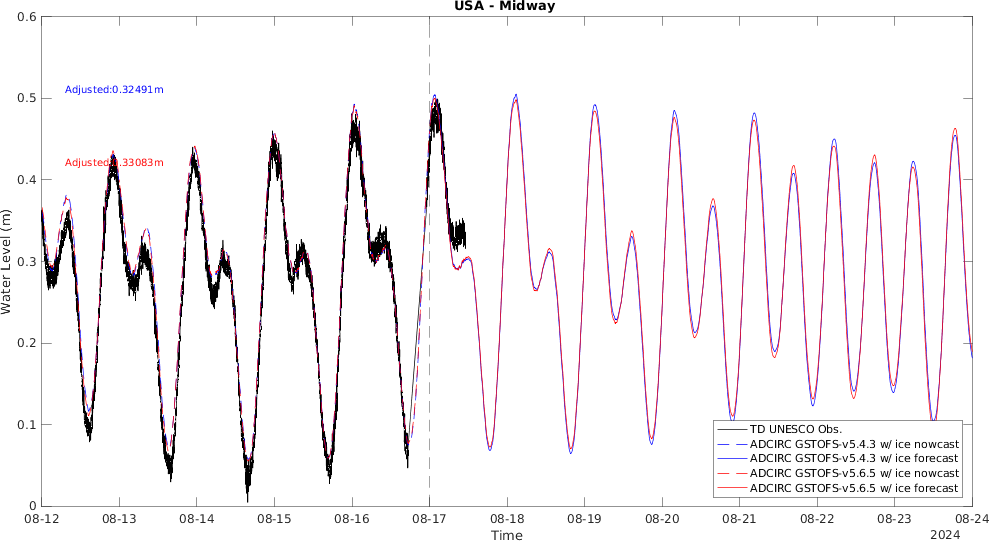 USA - Midway
0.6
0.5
0.4
0.3
0.2
0.1
0
Water Level (m)
Adjusted:0.32491m
Adjusted:0.33083m
TD UNESCO Obs.
ADCIRC GSTOFS-v5.4.3 w/ ice nowcast
ADCIRC GSTOFS-v5.4.3 w/ ice forecast
ADCIRC GSTOFS-v5.6.5 w/ ice nowcast
ADCIRC GSTOFS-v5.6.5 w/ ice forecast
08-12 08-13 08-14 08-15 08-16 08-17 08-18 08-19 08-20 08-21 08-22 08-23 08-24
Time
2024